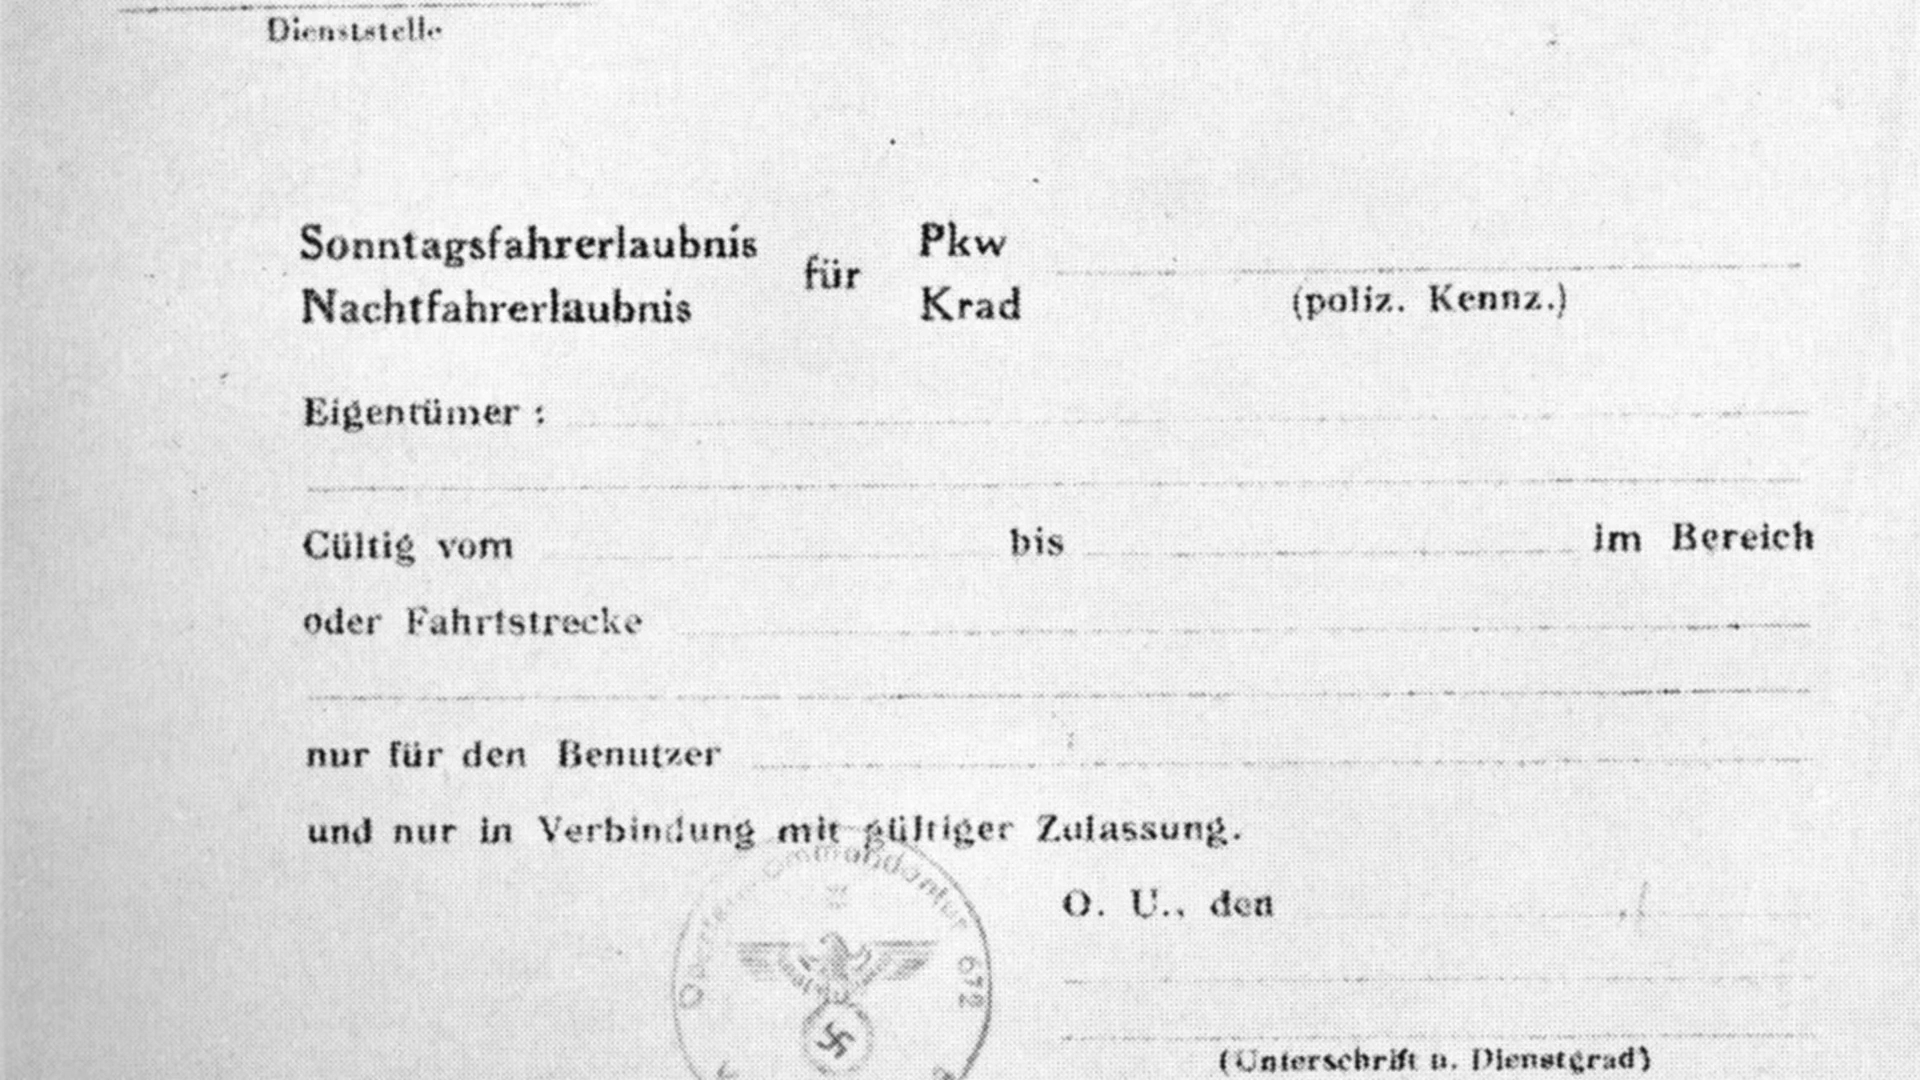 Dienststelle
Sonntagsfahrerlaubnis
Nachtfahrerlaubnis
für
Pkw
Krad
(poliz. Kennz.)
Eigentümer :
Gültig vom bis im Bereich
oder Fahrtstrecke
nur für den Benutzer
und nur in Verbindung mit gültiger Zulassung.
672
O. U., den
(Unterschrift u. Dienstgrad)